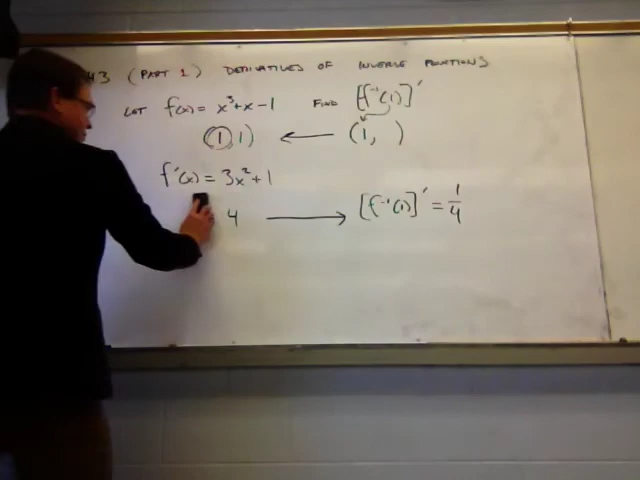 43 (PART 1) DERIVATIVES OF INVERSE FUNCTIONS
LET f(x) = x³+x-1 FIND [f⁻¹(1)]′
(1 1) ← (1, )
f′(x) = 3x²+1
4 → [f⁻¹(1)]′ = 1/4